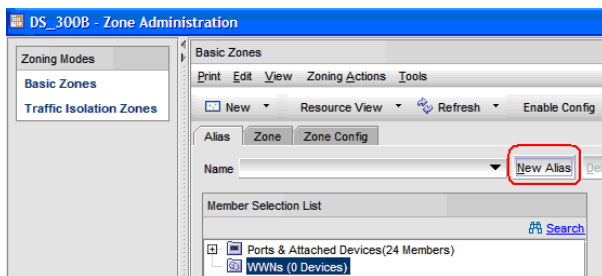 DS_300B - Zone Administration
Zoning Modes
Basic Zones
Traffic Isolation Zones
Basic Zones
Print Edit View Zoning Actions Tools
New Resource View Refresh Enable Config
Alias Zone Zone Config
Name New Alias De
Member Selection List
Search
Ports & Attached Devices(24 Members)
WWNs (0 Devices)